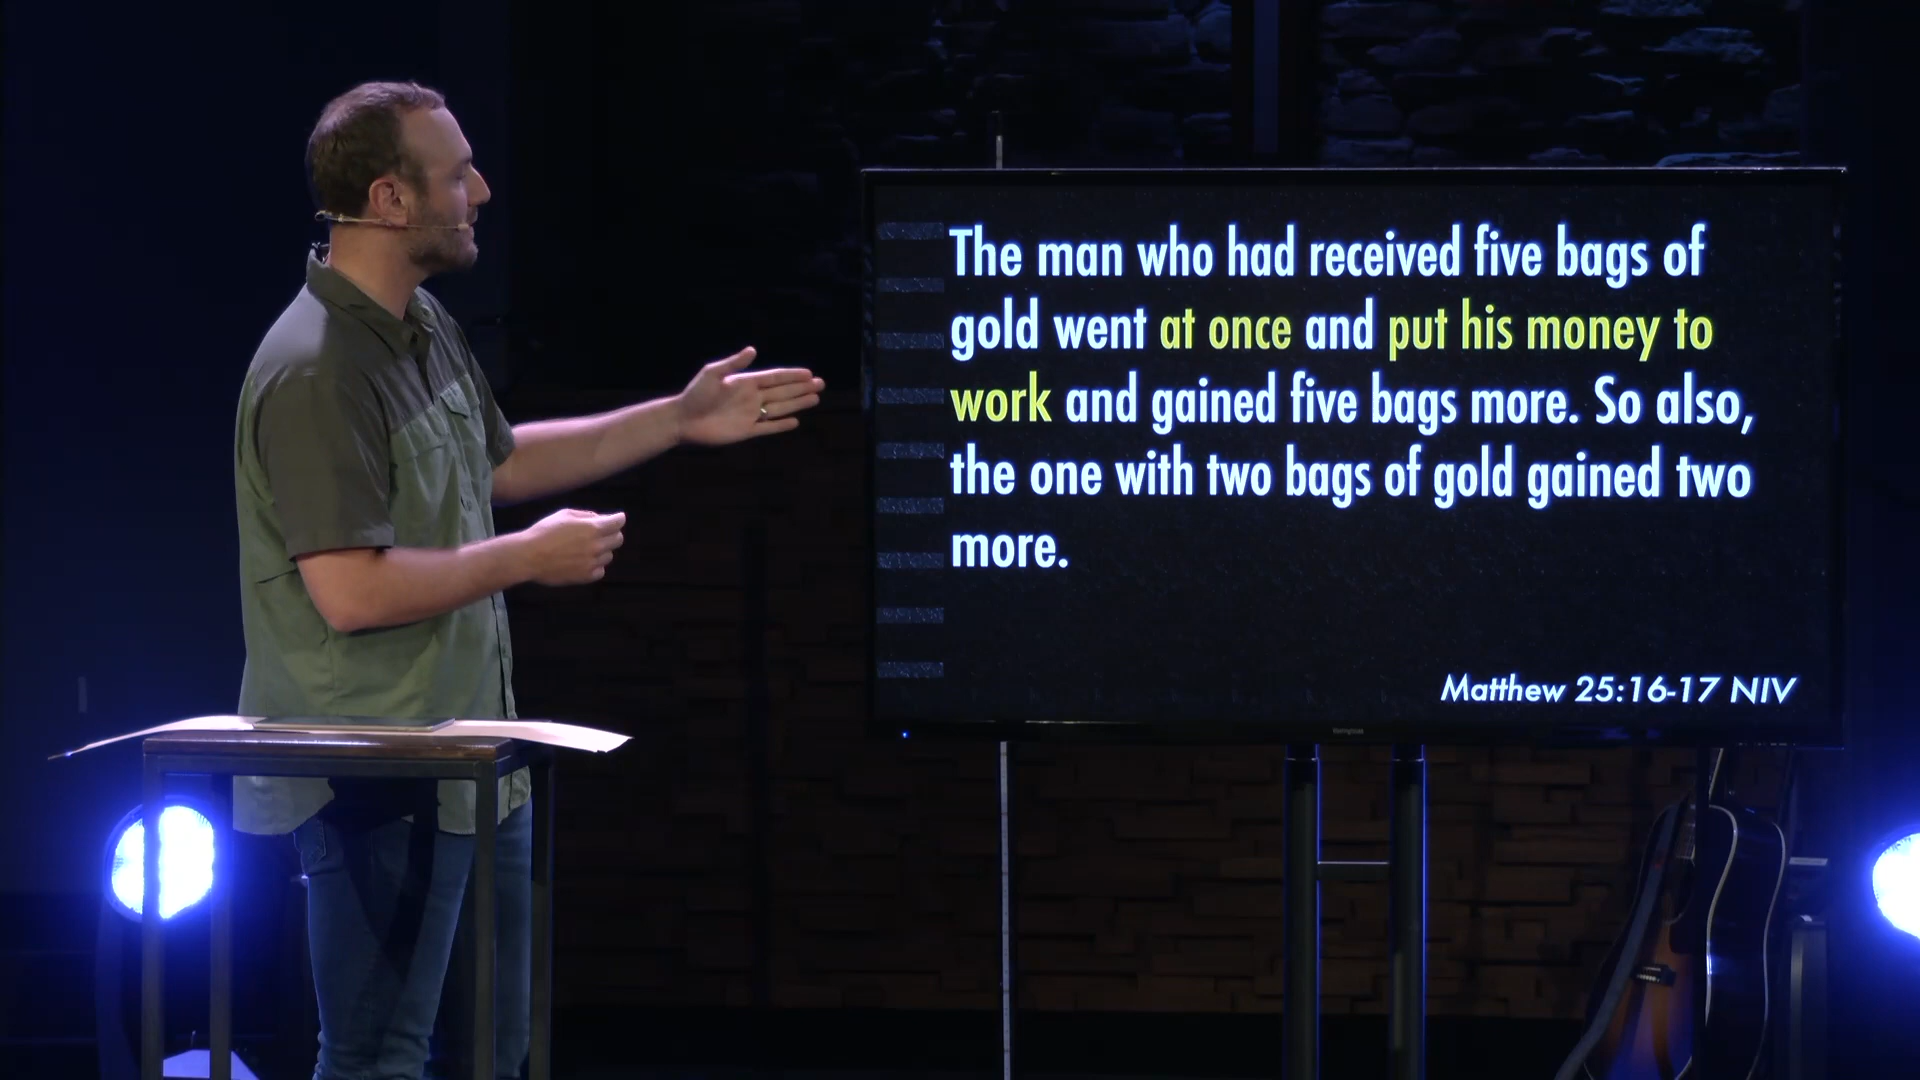 The man who had received five bags of
gold went at once and put his money to
work and gained five bags more. So also,
the one with two bags of gold gained two
more.
Matthew 25:16-17 NIV